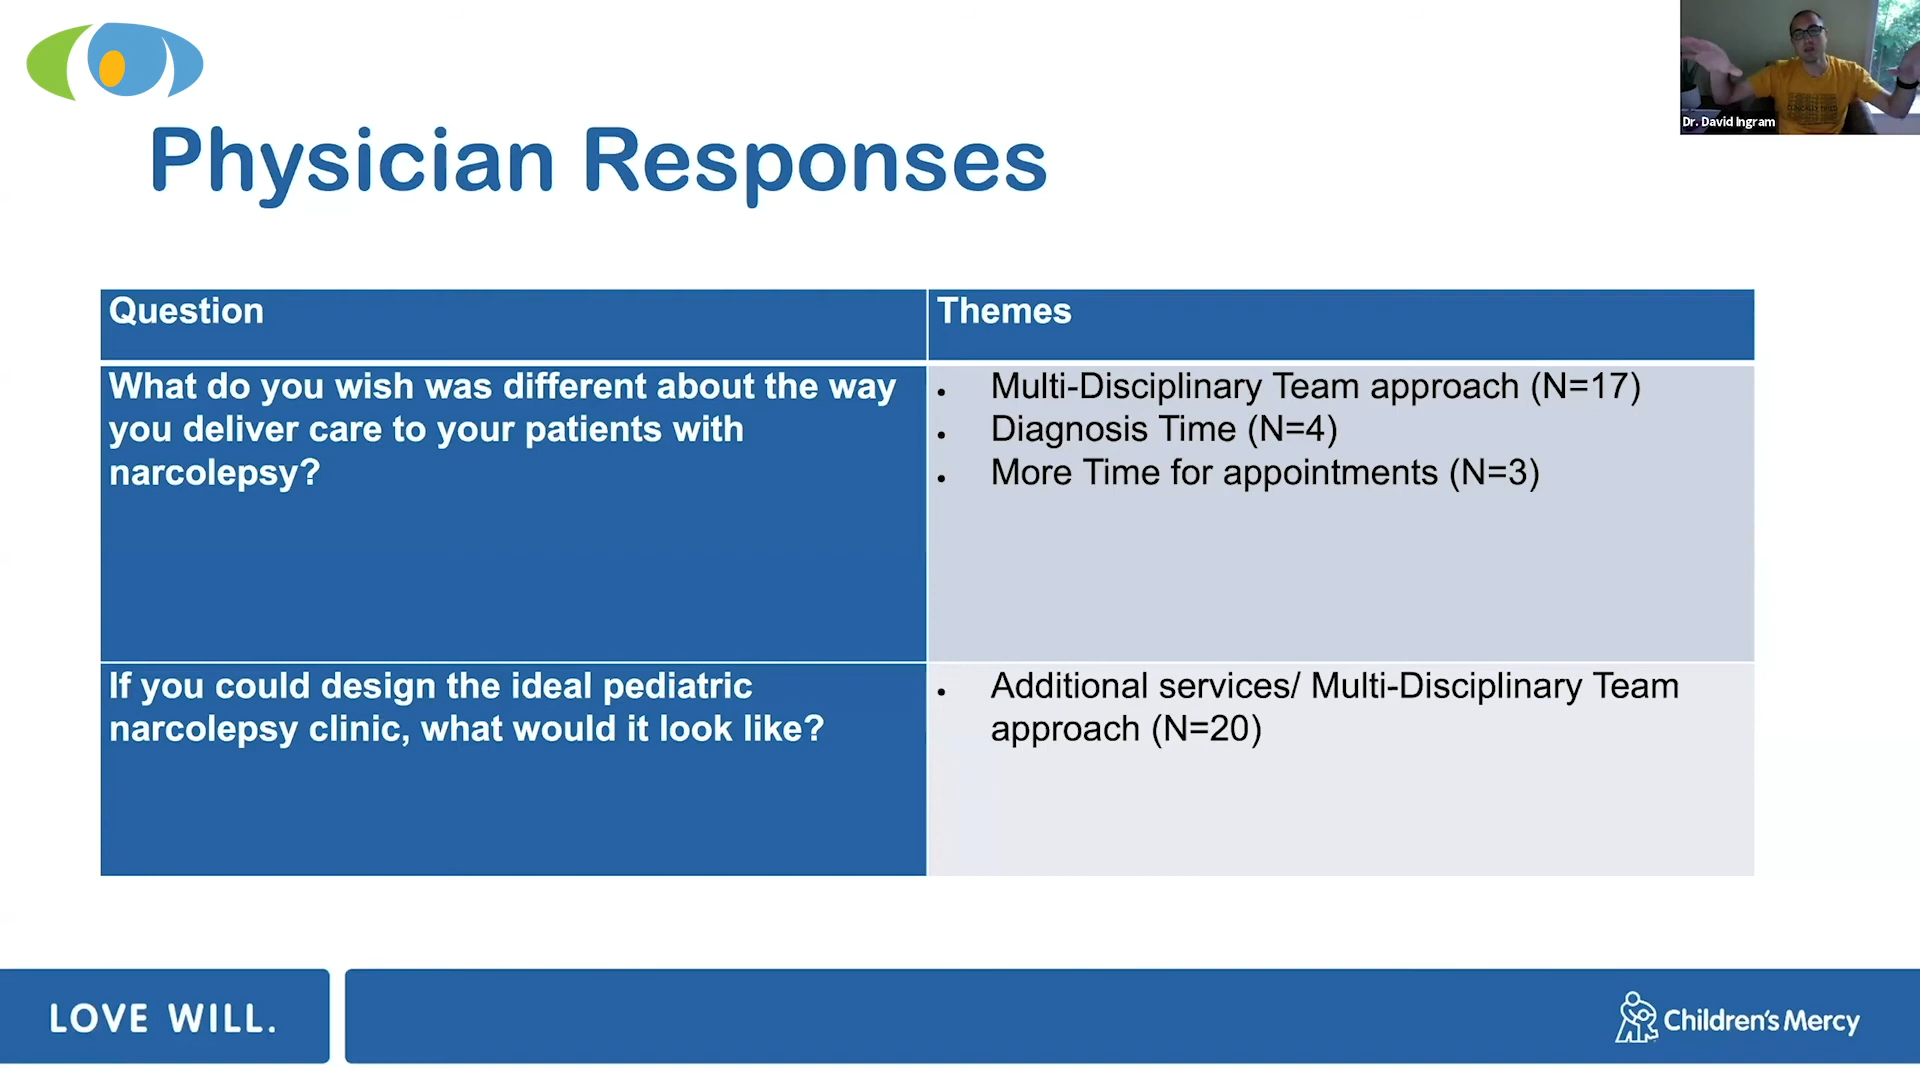 Dr. David Ingram
Physician Responses
Question
Themes
What do you wish was different about the way
you deliver care to your patients with
narcolepsy?
• Multi-Disciplinary Team approach (N=17)
• Diagnosis Time (N=4)
• More Time for appointments (N=3)
If you could design the ideal pediatric
narcolepsy clinic, what would it look like?
• Additional services/ Multi-Disciplinary Team
approach (N=20)
LOVE WILL.
Children's Mercy